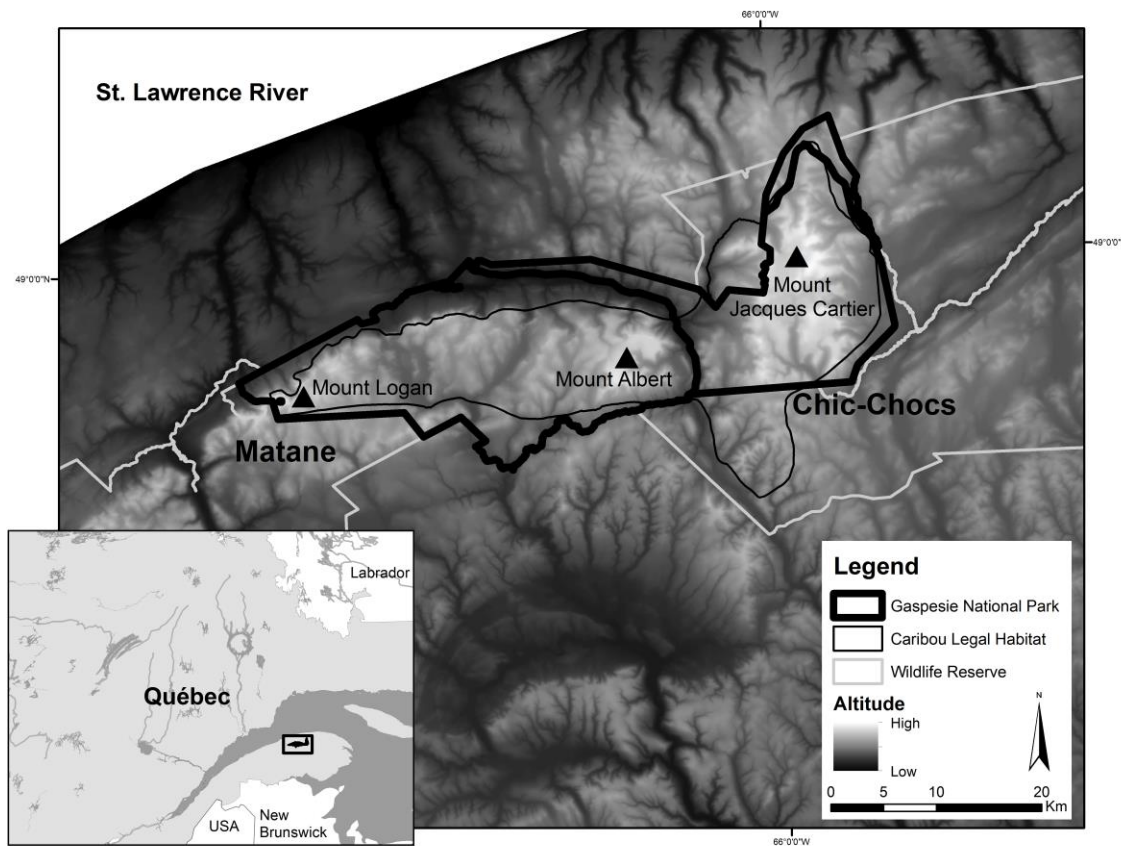 66°0'0"W
St. Lawrence River
49°0'0"N
49°0'0"N
Mount
Jacques Cartier
Mount Albert
Mount Logan
Chic-Chocs
Matane
Labrador
Québec
USA
New
Brunswick
Legend
Gaspesie National Park
Caribou Legal Habitat
Wildlife Reserve
Altitude
High
Low
N
0 5 10 20
Km
66°0'0"W